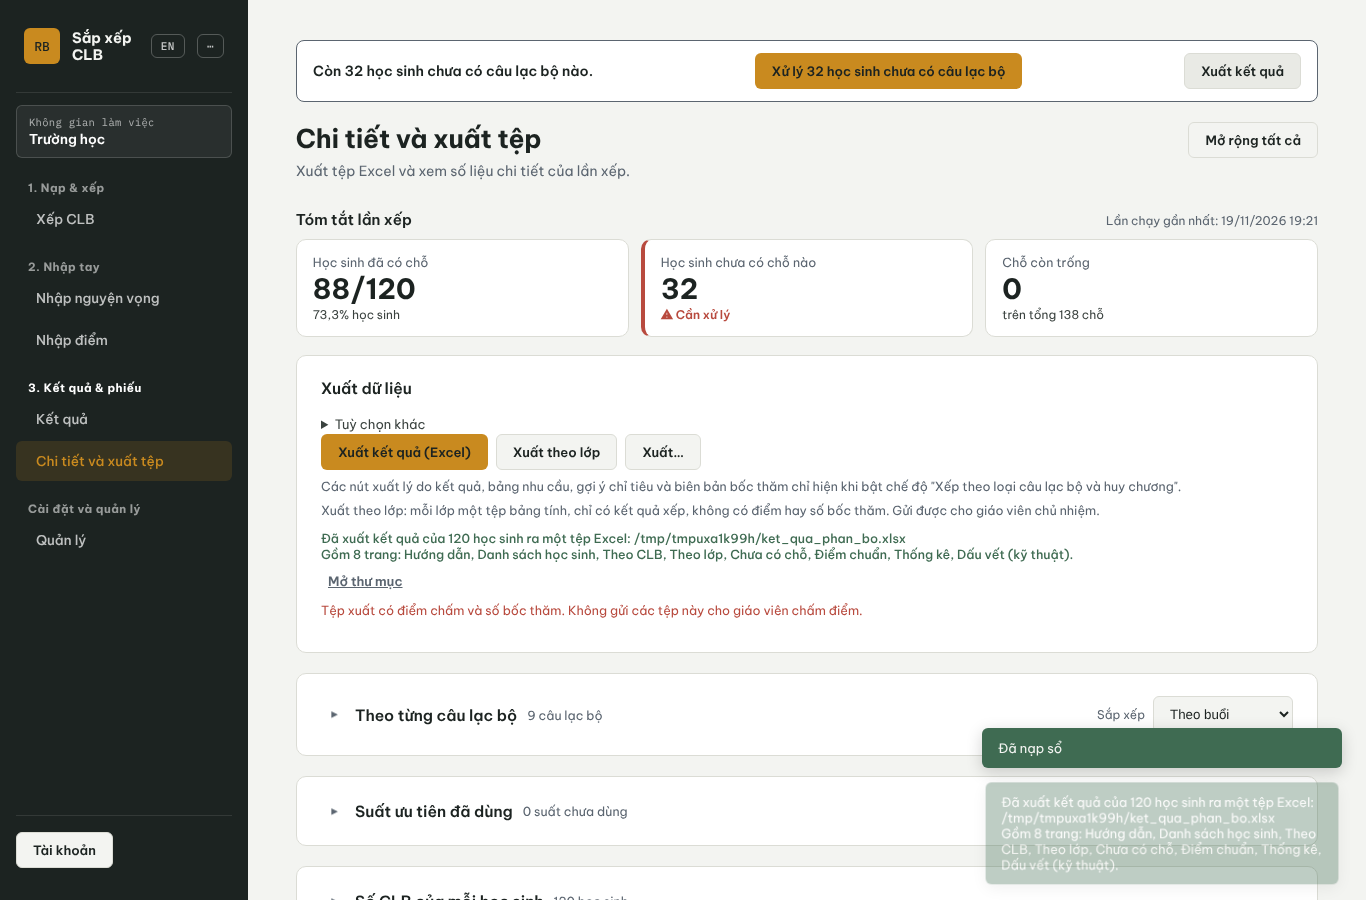 RB
Sắp xếp
CLB
EN
…
Không gian làm việc
Trường học
1. Nạp & xếp
Xếp CLB
2. Nhập tay
Nhập nguyện vọng
Nhập điểm
3. Kết quả & phiếu
Kết quả
Chi tiết và xuất tệp
Cài đặt và quản lý
Quản lý
Tài khoản
Còn 32 học sinh chưa có câu lạc bộ nào.
Xử lý 32 học sinh chưa có câu lạc bộ
Xuất kết quả
Chi tiết và xuất tệp
Mở rộng tất cả
Xuất tệp Excel và xem số liệu chi tiết của lần xếp.
Tóm tắt lần xếp
Lần chạy gần nhất: 19/11/2026 19:21
Học sinh đã có chỗ
88/120
73,3% học sinh
Học sinh chưa có chỗ nào
32
Cần xử lý
Chỗ còn trống
0
trên tổng 138 chỗ
Xuất dữ liệu
Tuỳ chọn khác
Xuất kết quả (Excel)
Xuất theo lớp
Xuất...
Các nút xuất lý do kết quả, bảng nhu cầu, gợi ý chỉ tiêu và biên bản bốc thăm chỉ hiện khi bật chế độ "Xếp theo loại câu lạc bộ và huy chương".
Xuất theo lớp: mỗi lớp một tệp bảng tính, chỉ có kết quả xếp, không có điểm hay số bốc thăm. Gửi được cho giáo viên chủ nhiệm.
Đã xuất kết quả của 120 học sinh ra một tệp Excel: /tmp/tmpuxa1k99h/ket_qua_phan_bo.xlsx
Gồm 8 trang: Hướng dẫn, Danh sách học sinh, Theo CLB, Theo lớp, Chưa có chỗ, Điểm chuẩn, Thống kê, Dấu vết (kỹ thuật).
Mở thư mục
Tệp xuất có điểm chấm và số bốc thăm. Không gửi các tệp này cho giáo viên chấm điểm.
Theo từng câu lạc bộ
9 câu lạc bộ
Sắp xếp
Theo buổi
Đã nạp sổ
Suất ưu tiên đã dùng
0 suất chưa dùng
Đã xuất kết quả của 120 học sinh ra một tệp Excel:
/tmp/tmpuxa1k99h/ket_qua_phan_bo.xlsx
Gồm 8 trang: Hướng dẫn, Danh sách học sinh, Theo
CLB, Theo lớp, Chưa có chỗ, Điểm chuẩn, Thống kê,
Dấu vết (kỹ thuật).
Số CLB của mỗi học sinh
120 học sinh